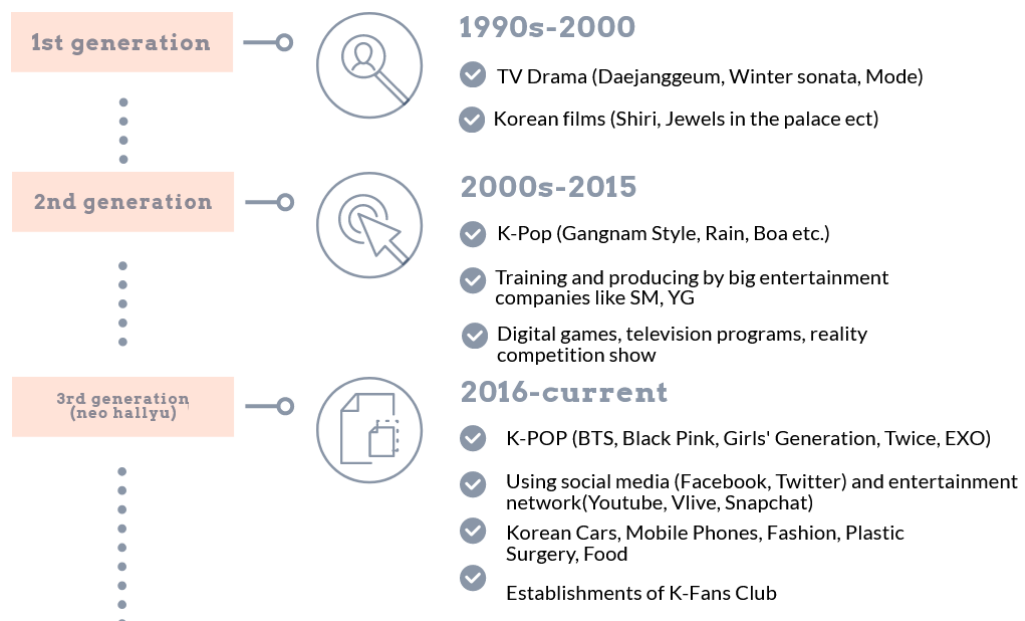 1st generation
1990s-2000
TV Drama (Daejanggeum, Winter sonata, Mode)
Korean films (Shiri, Jewels in the palace ect)
2nd generation
2000s-2015
K-Pop (Gangnam Style, Rain, Boa etc.)
Training and producing by big entertainment
companies like SM, YG
Digital games, television programs, reality
competition show
3rd generation
(neo hallyu)
2016-current
K-POP (BTS, Black Pink, Girls' Generation, Twice, EXO)
Using social media (Facebook, Twitter) and entertainment
network(Youtube, Vlive, Snapchat)
Korean Cars, Mobile Phones, Fashion, Plastic
Surgery, Food
Establishments of K-Fans Club